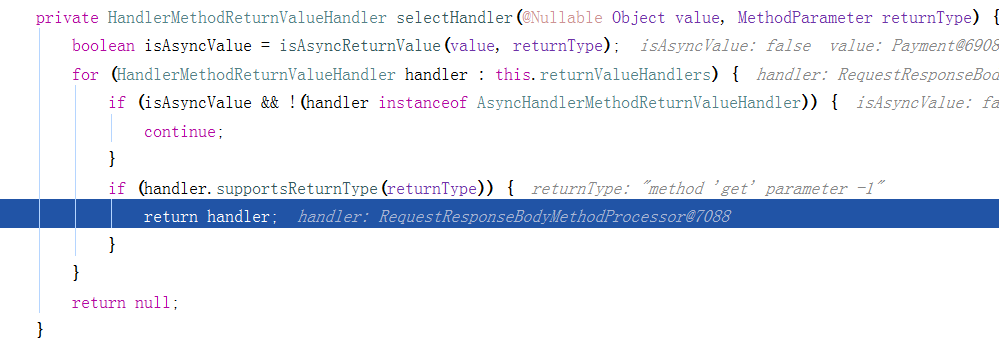 private HandlerMethodReturnValueHandler selectHandler(@Nullable Object value, MethodParameter returnType) {
boolean isAsyncValue = isAsyncReturnValue(value, returnType); isAsyncValue: false value: Payment@6908
for (HandlerMethodReturnValueHandler handler : this.returnValueHandlers) { handler: RequestResponseBod
if (isAsyncValue && !(handler instanceof AsyncHandlerMethodReturnValueHandler)) { isAsyncValue: fa
continue;
}
if (handler.supportsReturnType(returnType)) { returnType: "method 'get' parameter -1"
return handler; handler: RequestResponseBodyMethodProcessor@7088
}
}
return null;
}